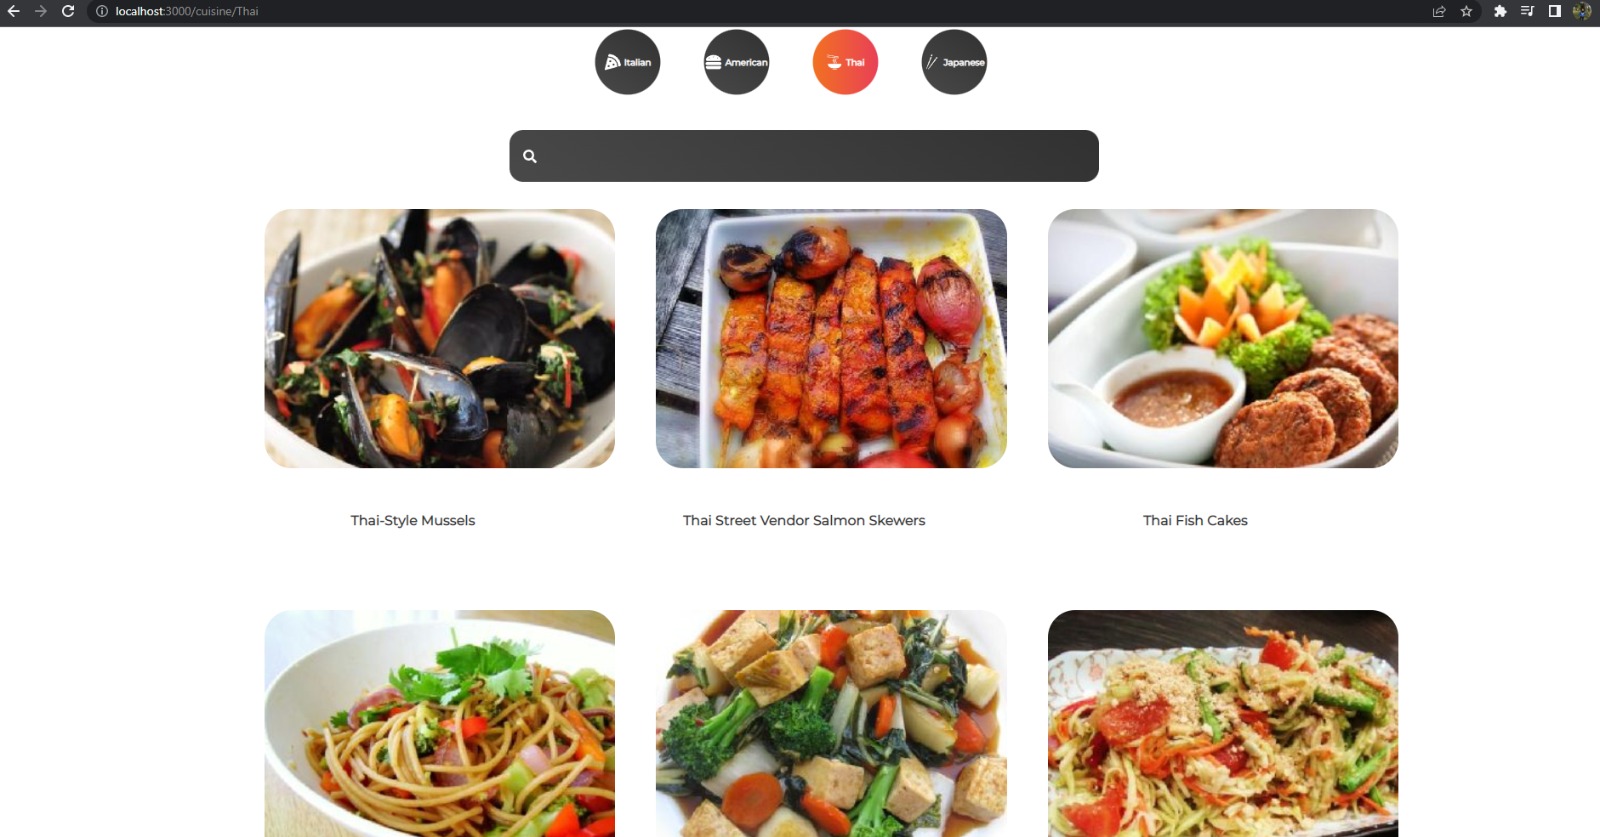 localhost:3000/cuisine/Thai
Italian
American
Thai
Japanese
Thai-Style Mussels
Thai Street Vendor Salmon Skewers
Thai Fish Cakes